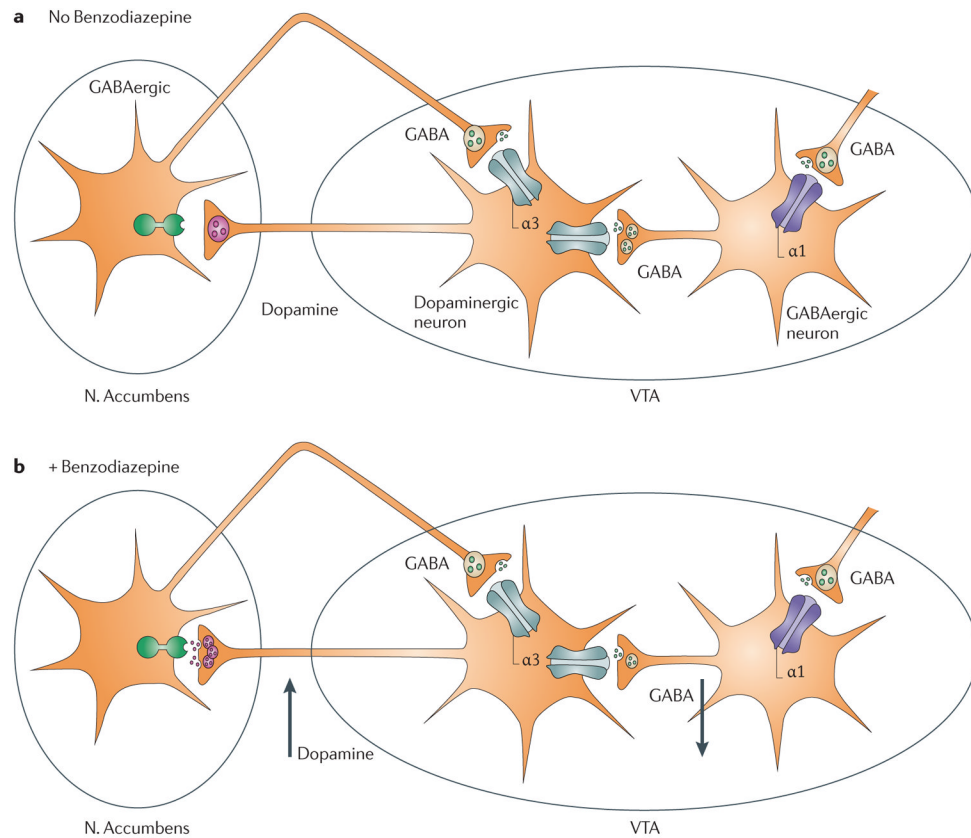 a No Benzodiazepine
GABAergic
GABA
GABA
α3
α1
GABA
Dopamine
Dopaminergic
neuron
GABAergic
neuron
N. Accumbens
VTA
b + Benzodiazepine
GABA
GABA
α3
α1
GABA
Dopamine
N. Accumbens
VTA